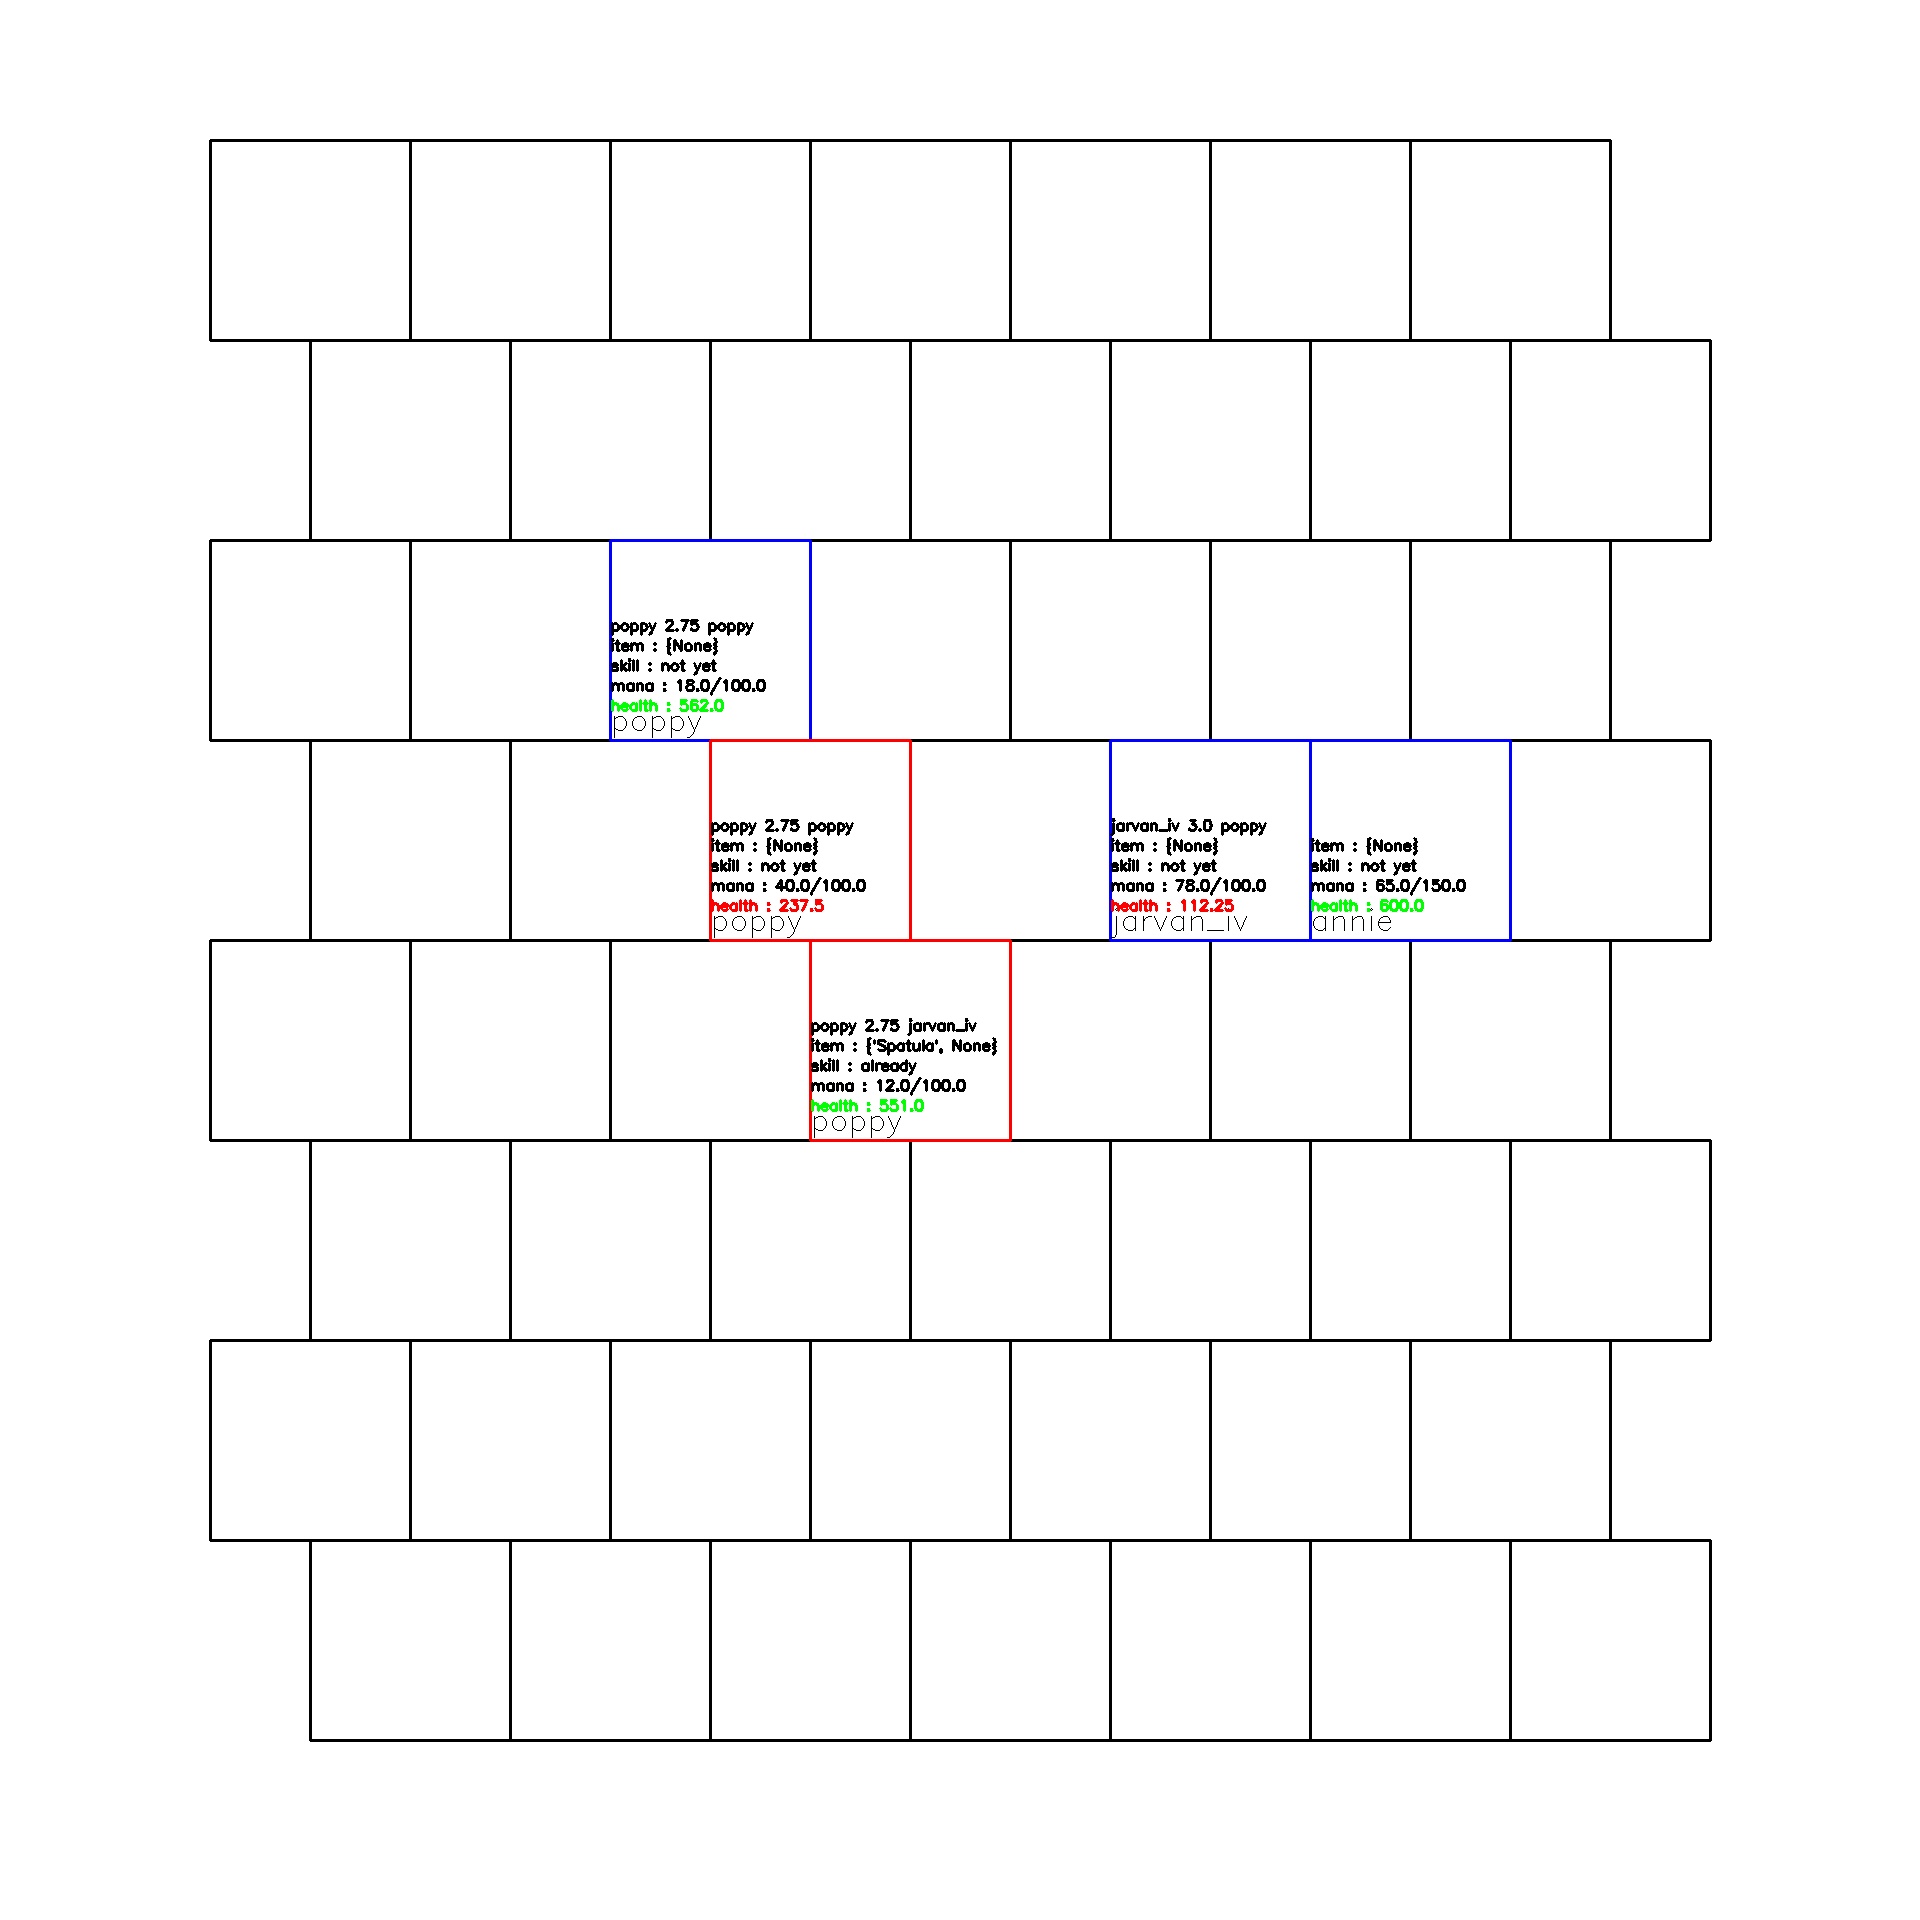 poppy 2.75 poppy
item : {None}
skill : not yet
mana : 18.0/100.0
health : 562.0
poppy
poppy 2.75 poppy
item : {None}
skill : not yet
mana : 40.0/100.0
health : 237.5
poppy
jarvan_iv 3.0 poppy
item : {None}
skill : not yet
mana : 78.0/100.0
health : 112.25
jarvan_iv
item : {None}
skill : not yet
mana : 65.0/150.0
health : 600.0
annie
poppy 2.75 jarvan_iv
item : {'Spatula', None}
skill : already
mana : 12.0/100.0
health : 551.0
poppy